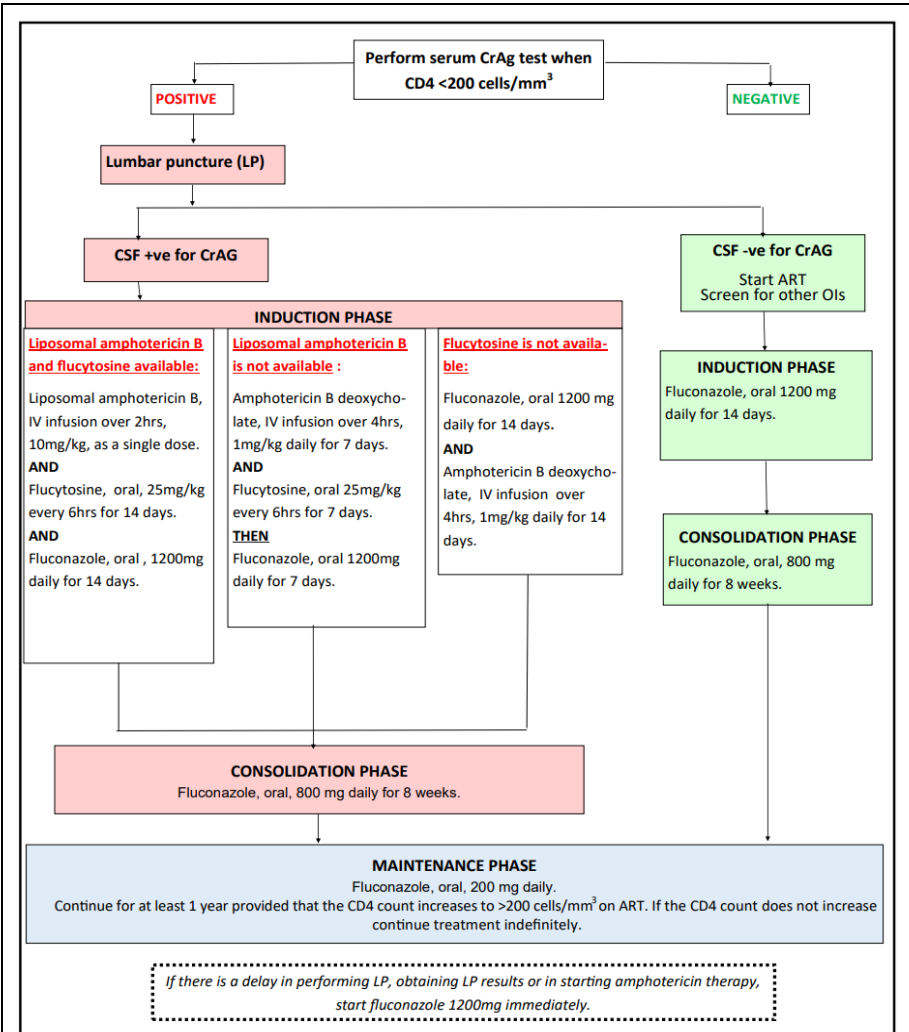 Perform serum CrAg test when
CD4 <200 cells/mm³
POSITIVE
NEGATIVE
Lumbar puncture (LP)
CSF +ve for CrAG
CSF -ve for CrAG
Start ART
Screen for other OIs
INDUCTION PHASE
Liposomal amphotericin B
and flucytosine available:
Liposomal amphotericin B,
IV infusion over 2hrs,
10mg/kg, as a single dose.
AND
Flucytosine, oral, 25mg/kg
every 6hrs for 14 days.
AND
Fluconazole, oral , 1200mg
daily for 14 days.
Liposomal amphotericin B
is not available :
Amphotericin B deoxycho-
late, IV infusion over 4hrs,
1mg/kg daily for 7 days.
AND
Flucytosine, oral 25mg/kg
every 6hrs for 7 days.
THEN
Fluconazole, oral 1200mg
daily for 7 days.
Flucytosine is not availa-
ble:
Fluconazole, oral 1200 mg
daily for 14 days.
AND
Amphotericin B deoxycho-
late, IV infusion over
4hrs, 1mg/kg daily for 14
days.
INDUCTION PHASE
Fluconazole, oral 1200 mg
daily for 14 days.
CONSOLIDATION PHASE
Fluconazole, oral, 800 mg
daily for 8 weeks.
CONSOLIDATION PHASE
Fluconazole, oral, 800 mg daily for 8 weeks.
MAINTENANCE PHASE
Fluconazole, oral, 200 mg daily.
Continue for at least 1 year provided that the CD4 count increases to >200 cells/mm³ on ART. If the CD4 count does not increase
continue treatment indefinitely.
If there is a delay in performing LP, obtaining LP results or in starting amphotericin therapy,
start fluconazole 1200mg immediately.